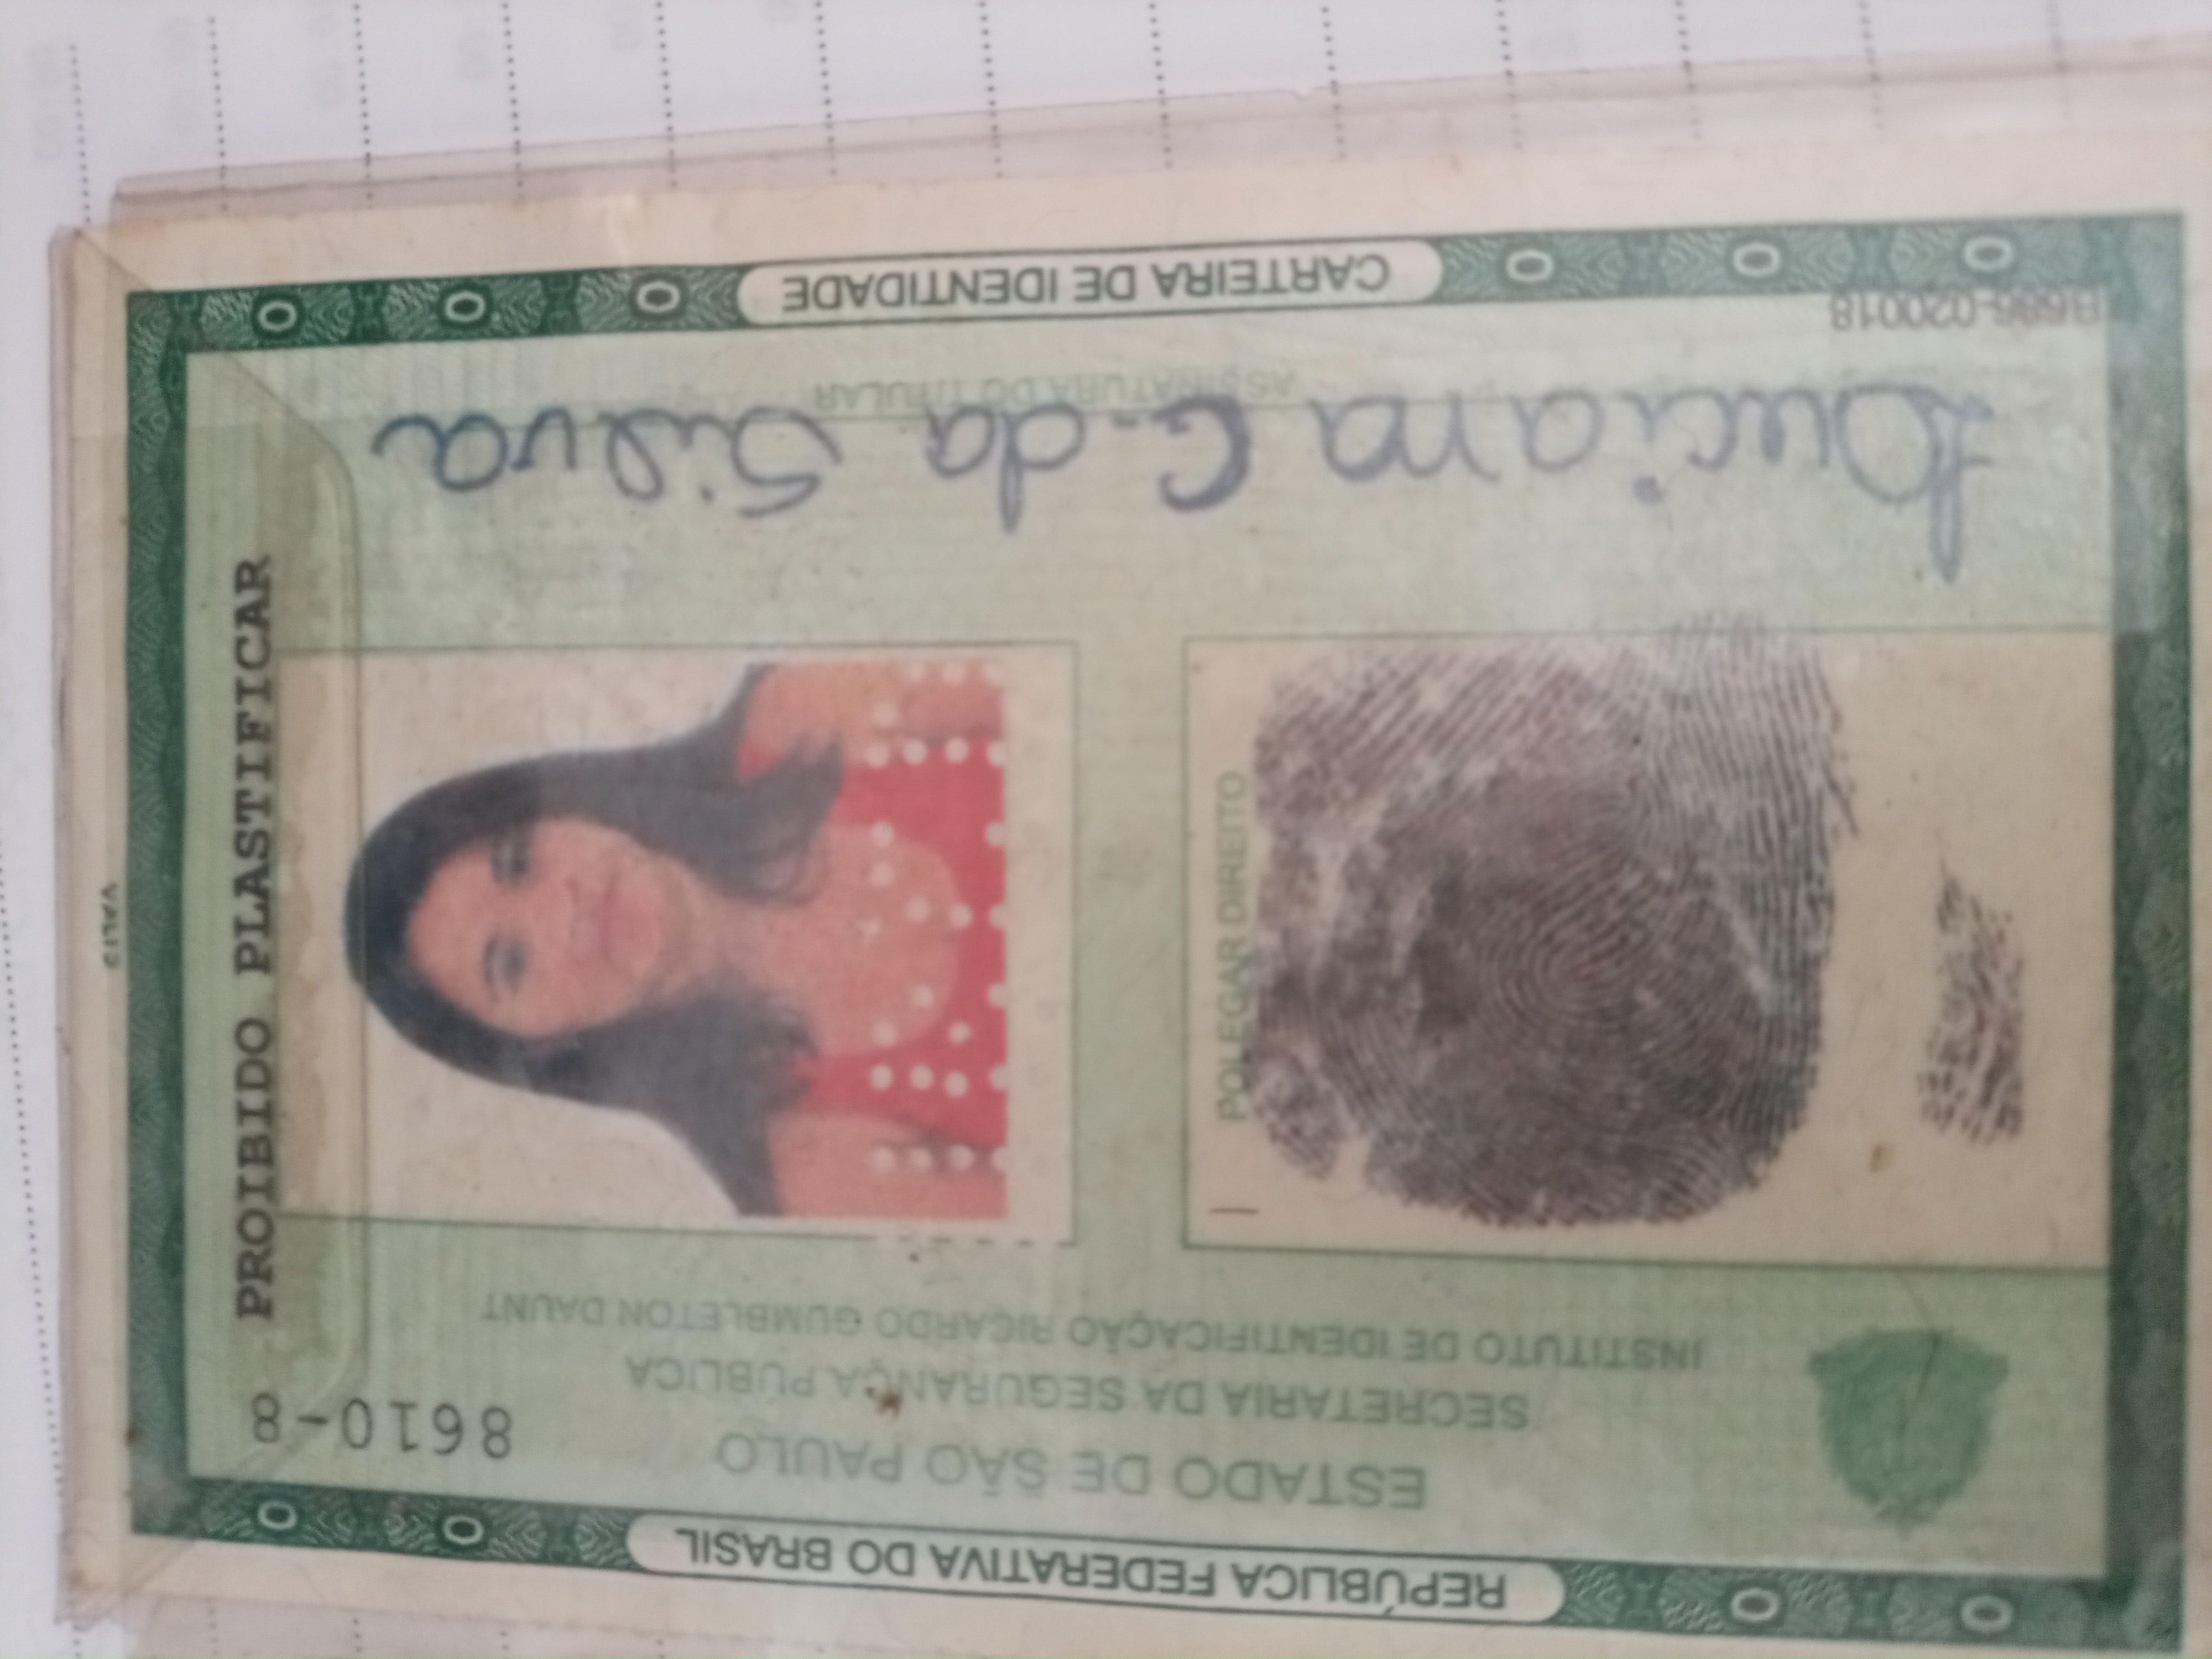 REPÚBLICA FEDERATIVA DO BRASIL
ESTADO DE SÃO PAULO
8610-8
SECRETARIA DA SEGURANÇA PÚBLICA
INSTITUTO DE IDENTIFICAÇÃO RICARDO GUMBLETON DAUNT
PROIBIDO PLASTIFICAR
POLEGAR DIREITO
Luciana C. da Silva
ASSINATURA DO TITULAR
B686-020018
CARTEIRA DE IDENTIDADE